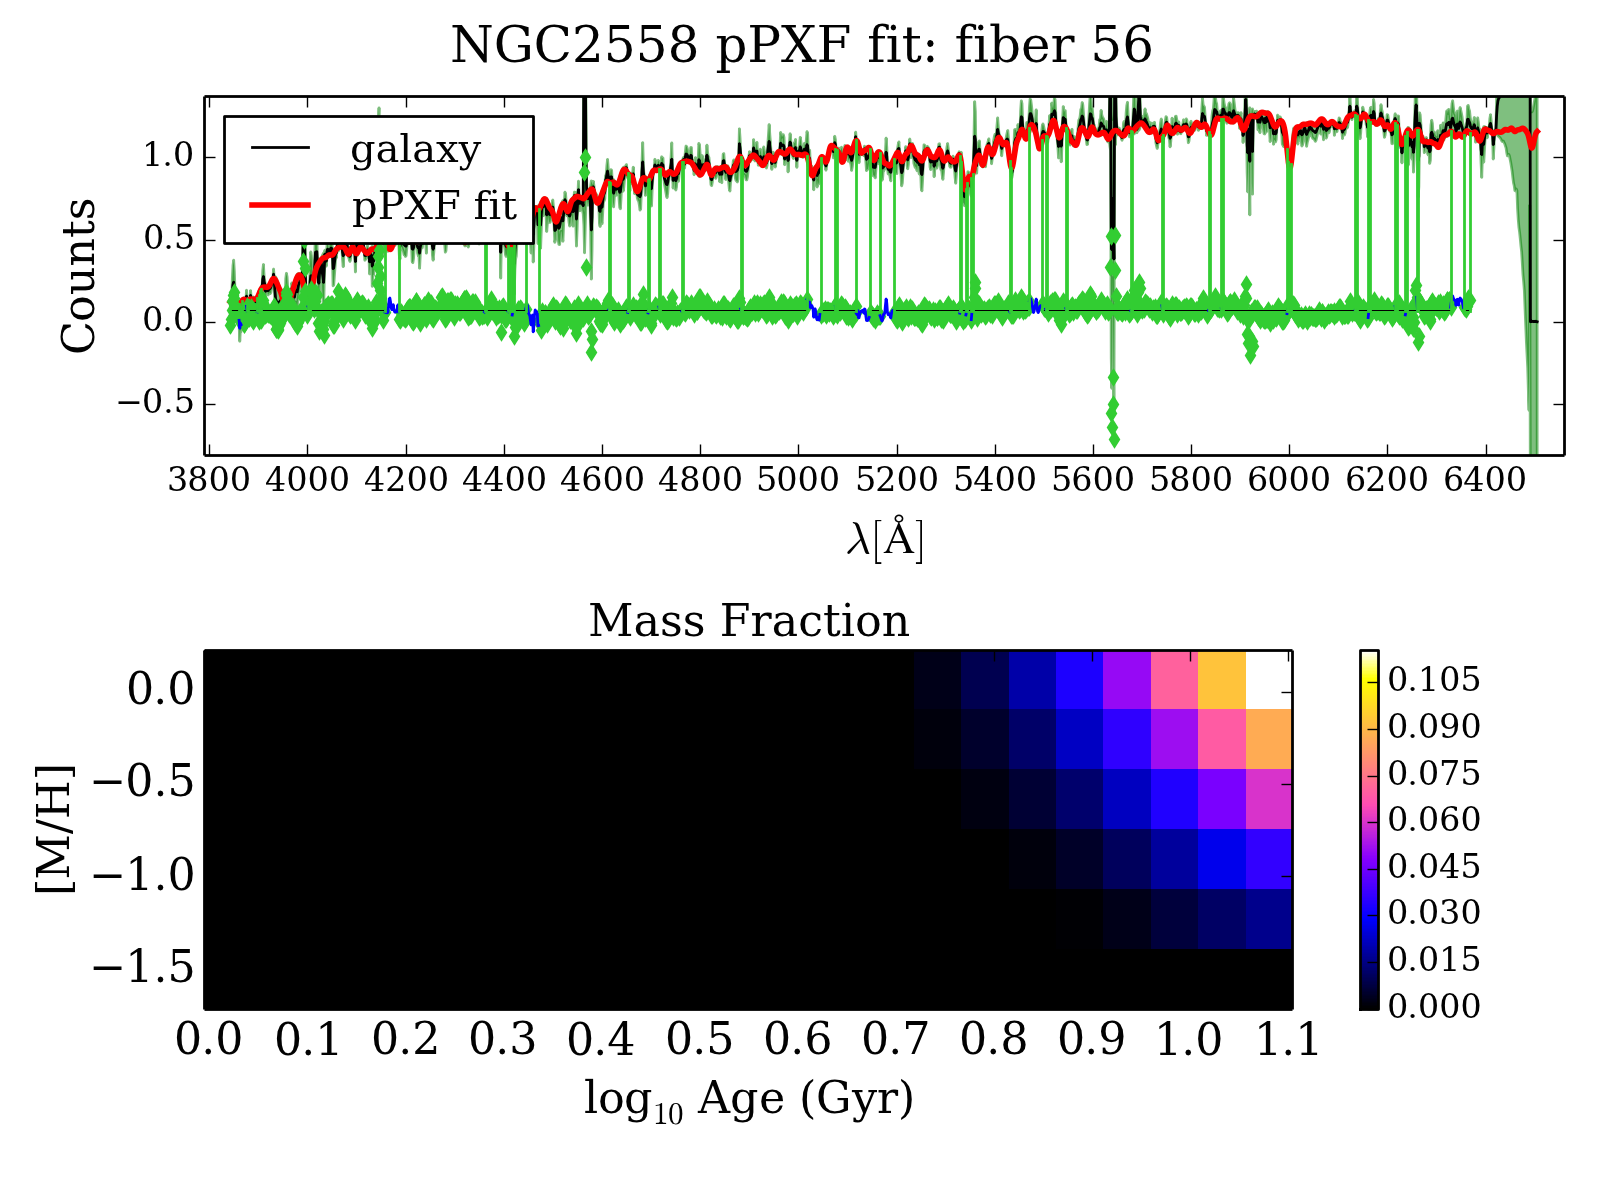 NGC2558 pPXF fit: fiber 56
galaxy
pPXF fit
Counts
1.0
0.5
0.0
−0.5
3800 4000 4200 4400 4600 4800 5000 5200 5400 5600 5800 6000 6200 6400
λ[Å]
Mass Fraction
[M/H]
0.0
−0.5
−1.0
−1.5
0.0 0.1 0.2 0.3 0.4 0.5 0.6 0.7 0.8 0.9 1.0 1.1
log₁₀ Age (Gyr)
0.105
0.090
0.075
0.060
0.045
0.030
0.015
0.000